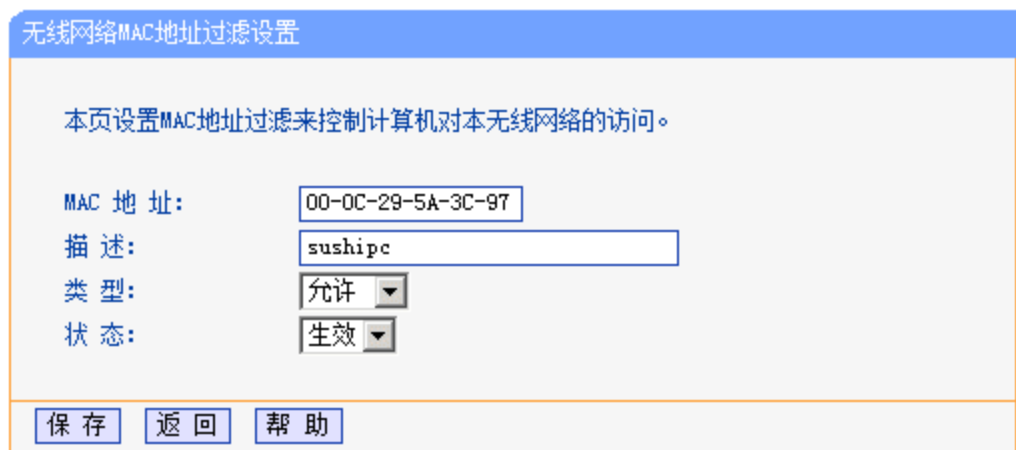 无线网络MAC地址过滤设置
本页设置MAC地址过滤来控制计算机对本无线网络的访问。
MAC 地 址: 00-0C-29-5A-3C-97
描 述: sushipc
类 型: 允许
状 态: 生效
保 存 返 回 帮 助